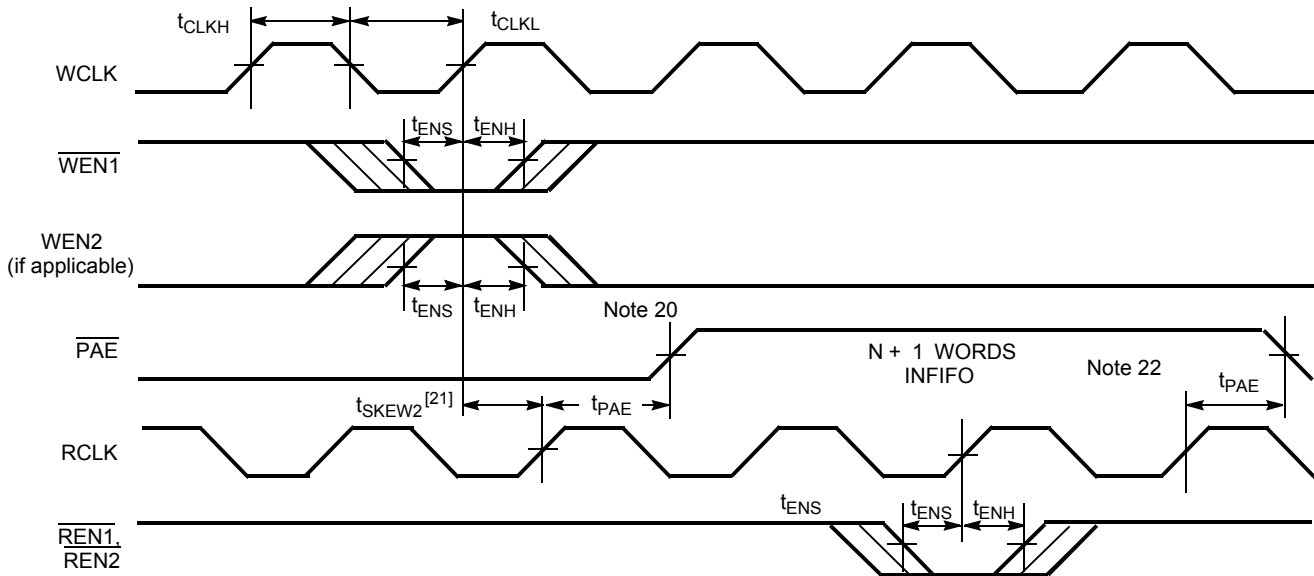 tCLKH
tCLKL
WCLK
tENS
tENH
WEN1
WEN2
(if applicable)
tENS
tENH
Note 20
PAE
N + 1 WORDS
INFIFO
Note 22
tPAE
tSKEW2[21]
tPAE
RCLK
tENS
tENS
tENH
REN1,
REN2